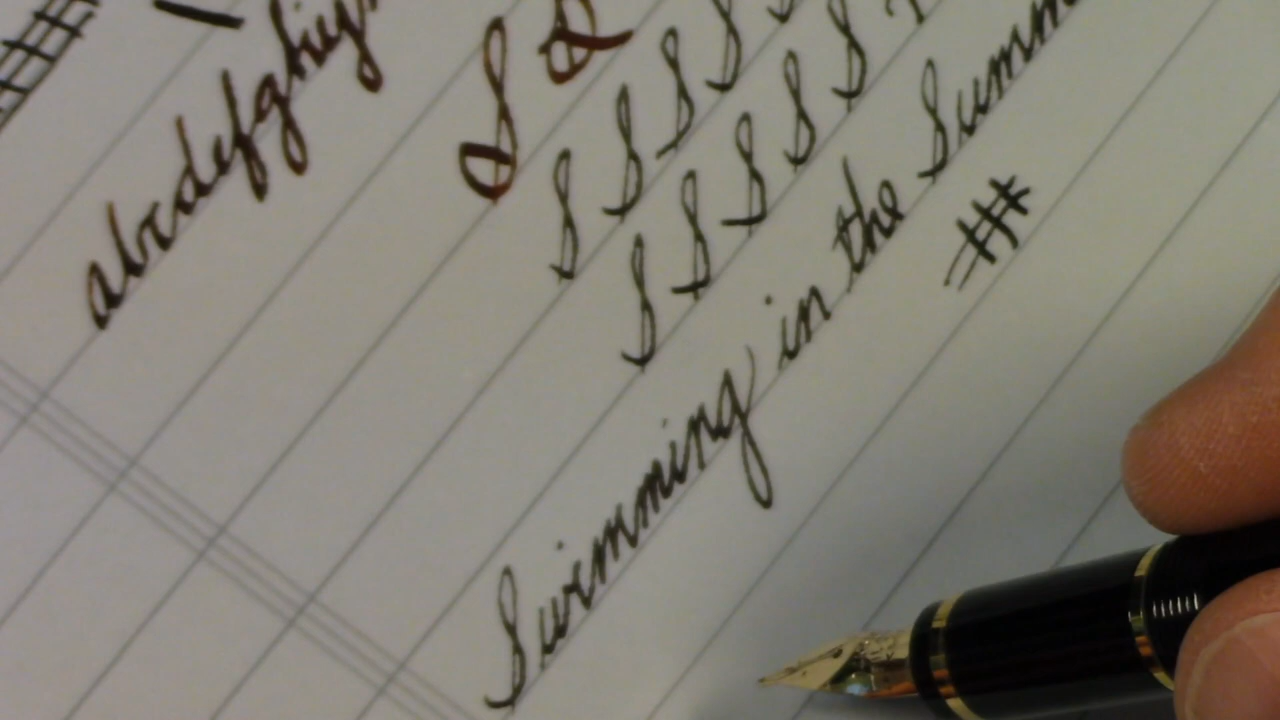 abcdefghij
S
S S S S
S S S S S
Swimming in the Summ